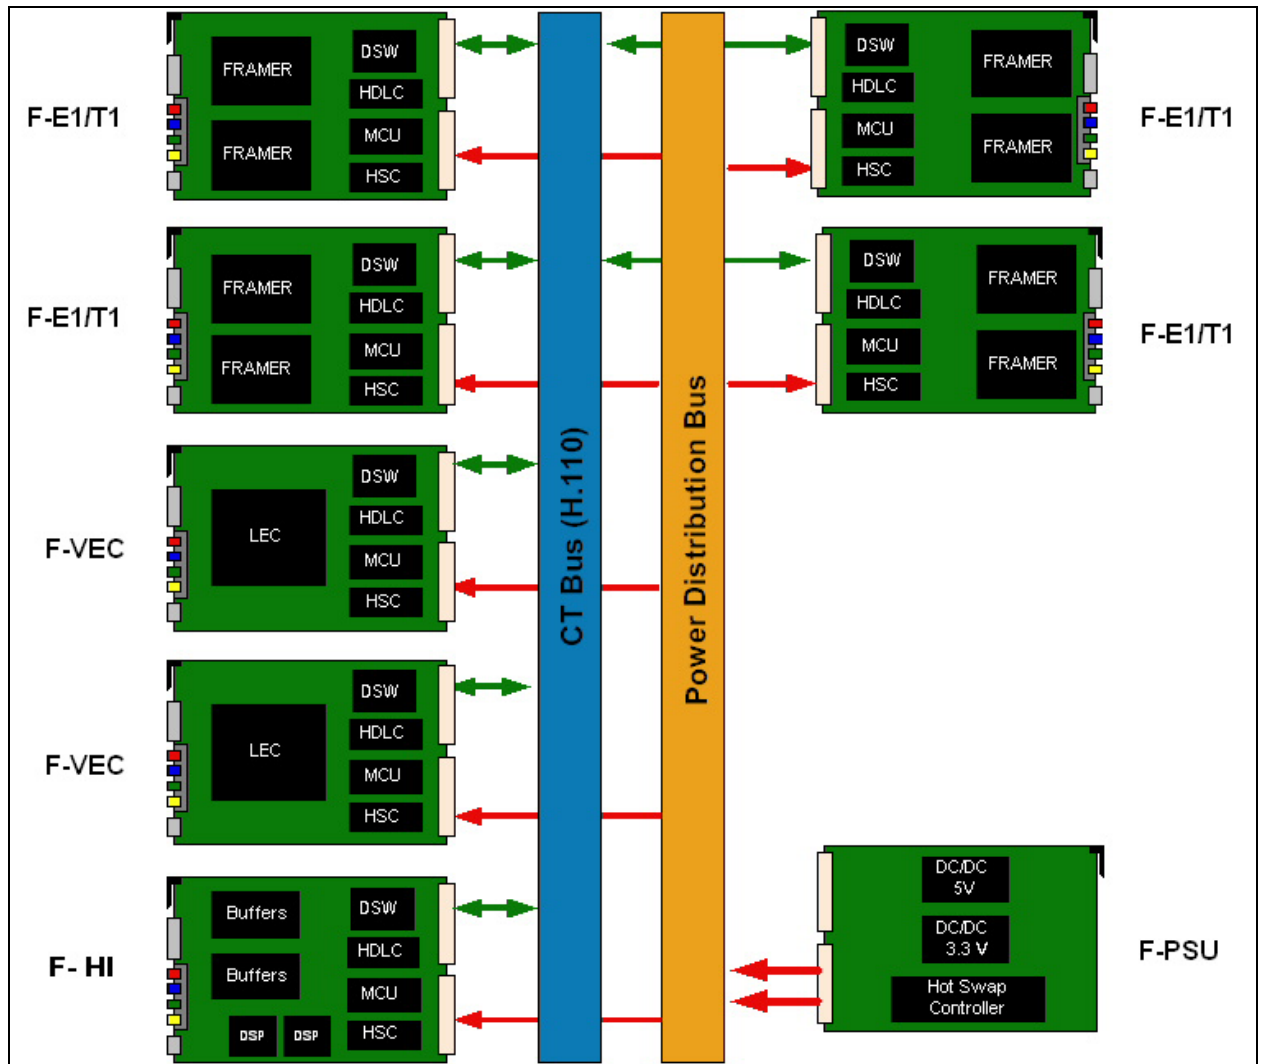 F-E1/T1
FRAMER
FRAMER
DSW
HDLC
MCU
HSC
DSW
HDLC
MCU
HSC
FRAMER
FRAMER
F-E1/T1
F-E1/T1
FRAMER
FRAMER
DSW
HDLC
MCU
HSC
DSW
HDLC
MCU
HSC
FRAMER
FRAMER
F-E1/T1
CT Bus (H.110)
Power Distribution Bus
F-VEC
LEC
DSW
HDLC
MCU
HSC
F-VEC
LEC
DSW
HDLC
MCU
HSC
F- HI
Buffers
Buffers
DSP
DSP
DSW
HDLC
MCU
HSC
DC/DC
5V
DC/DC
3.3 V
Hot Swap
Controller
F-PSU